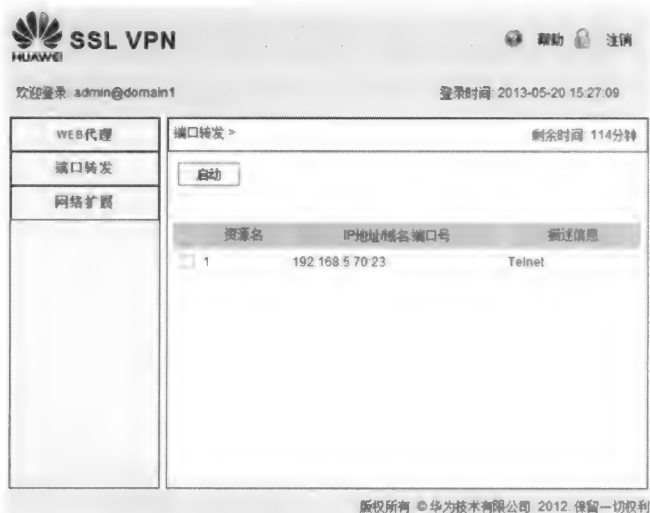 HUAWEI
SSL VPN
帮助 注销
欢迎登录: admin@domain1
登录时间: 2013-05-20 15:27:09
WEB代理
端口转发
网络扩展
端口转发 >
剩余时间: 114分钟
启动
资源名 IP地址/域名:端口号 描述信息
1 192.168.5.70:23 Telnet
版权所有 © 华为技术有限公司 2012. 保留一切权利